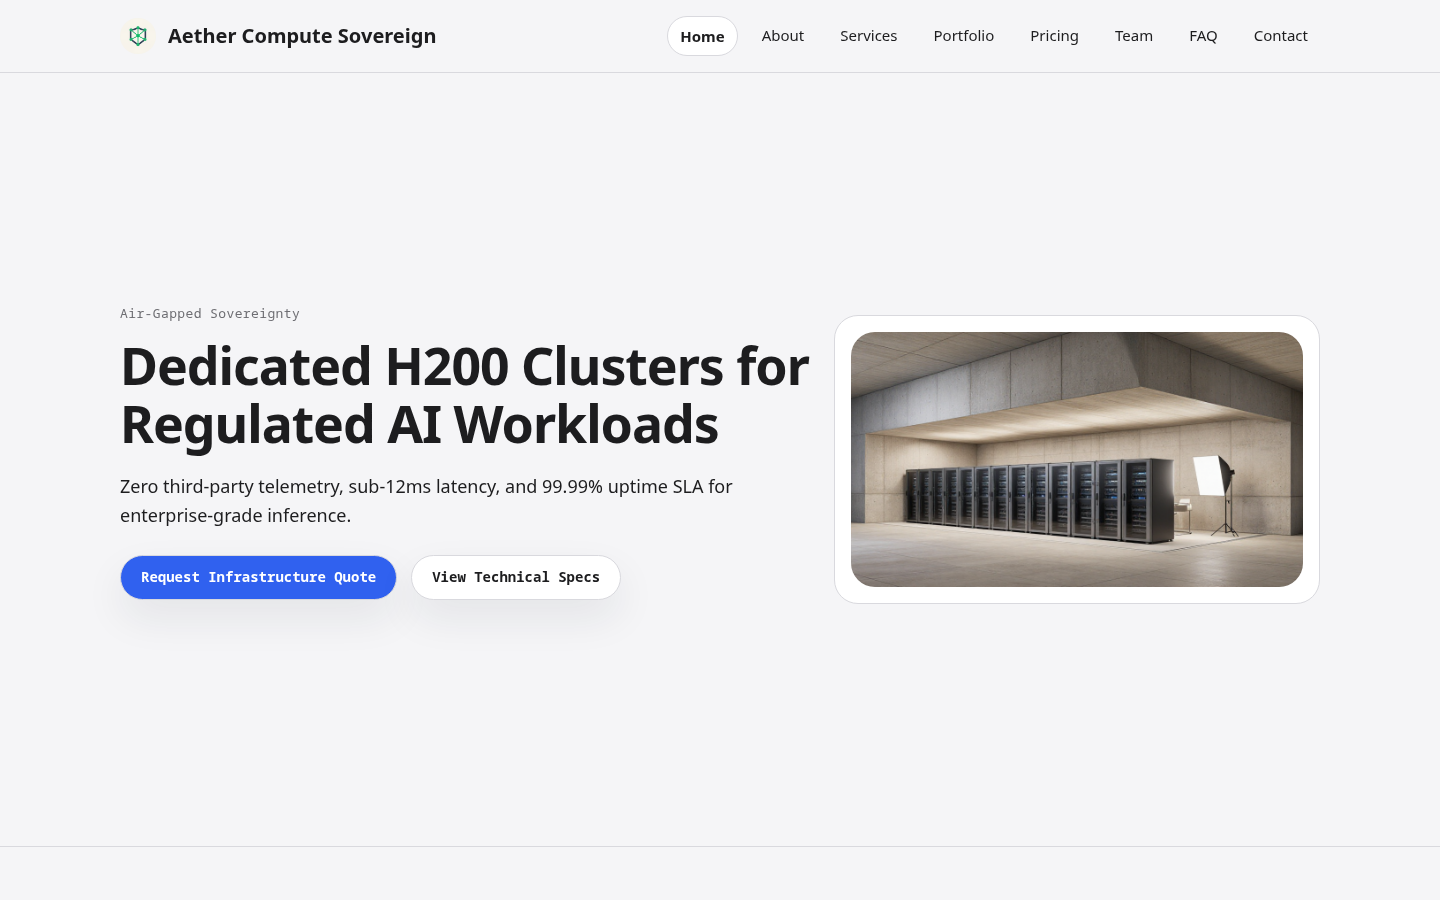 Aether Compute Sovereign
Home
About
Services
Portfolio
Pricing
Team
FAQ
Contact
Air-Gapped Sovereignty
Dedicated H200 Clusters for
Regulated AI Workloads
Zero third-party telemetry, sub-12ms latency, and 99.99% uptime SLA for
enterprise-grade inference.
Request Infrastructure Quote
View Technical Specs